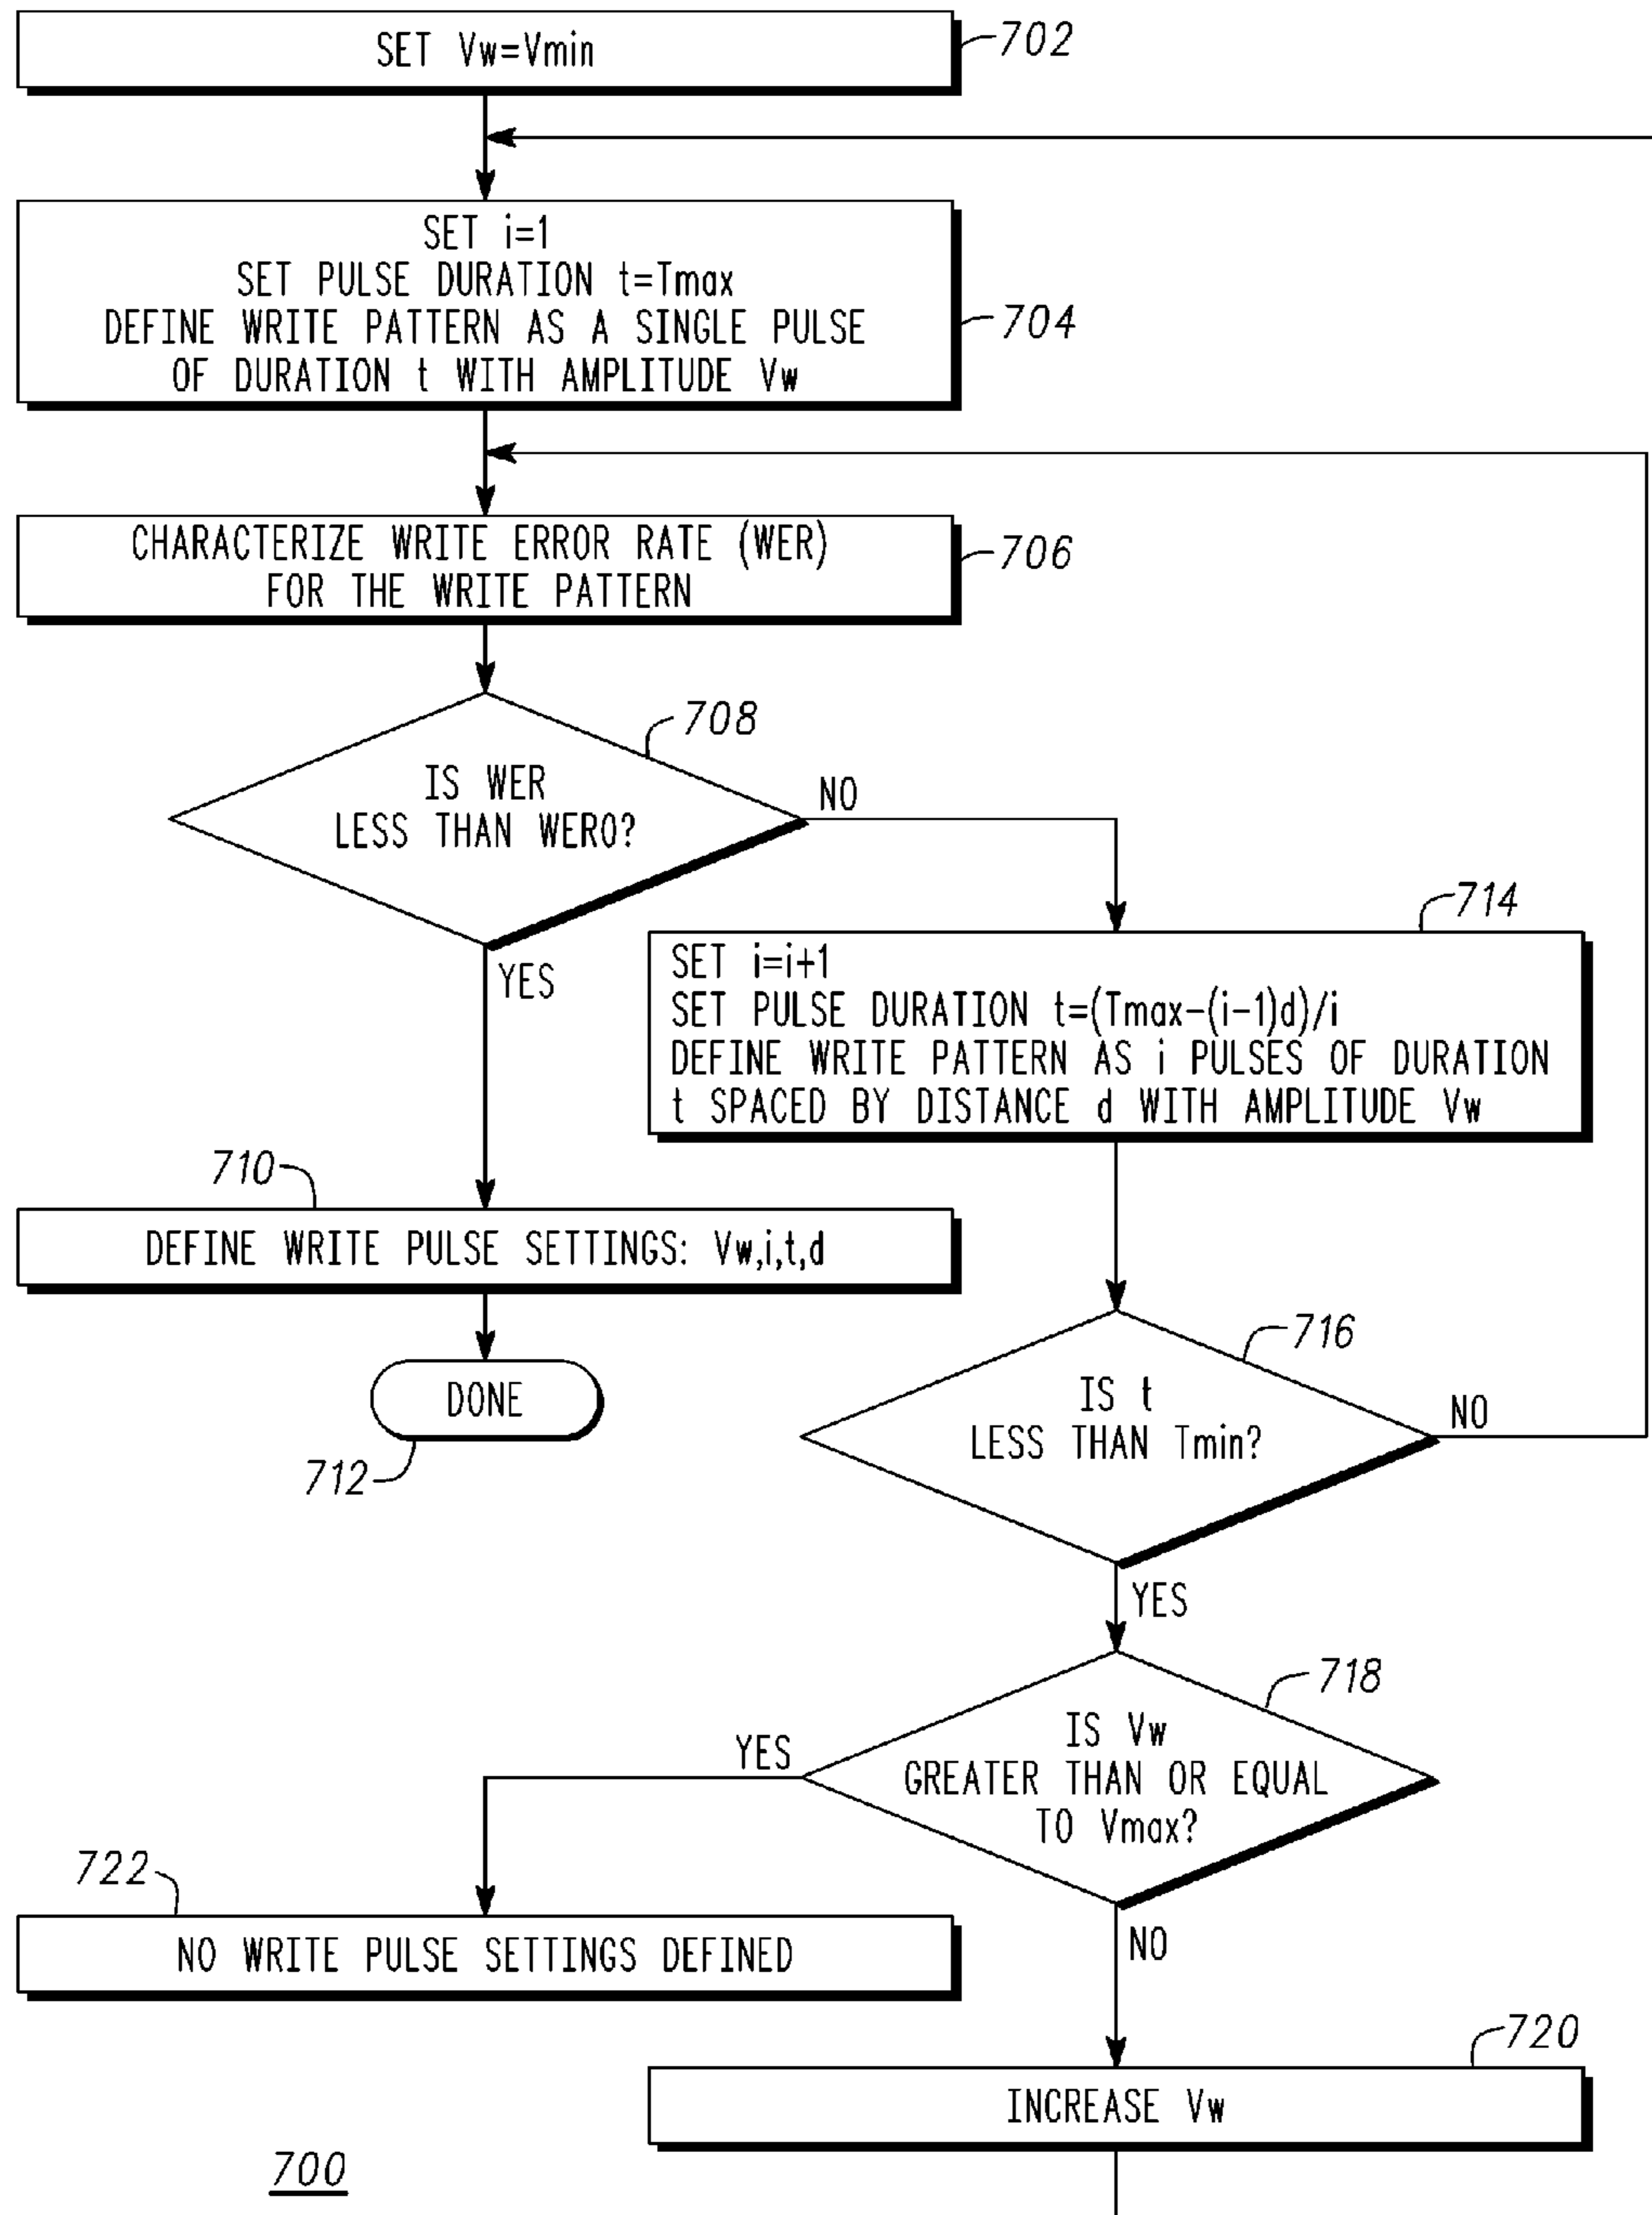 SET Vw=Vmin
702
SET i=1
SET PULSE DURATION t=Tmax
DEFINE WRITE PATTERN AS A SINGLE PULSE
OF DURATION t WITH AMPLITUDE Vw
704
CHARACTERIZE WRITE ERROR RATE (WER)
FOR THE WRITE PATTERN
706
708
IS WER
LESS THAN WER0?
NO
YES
714
SET i=i+1
SET PULSE DURATION t=(Tmax-(i-1)d)/i
DEFINE WRITE PATTERN AS i PULSES OF DURATION
t SPACED BY DISTANCE d WITH AMPLITUDE Vw
710
DEFINE WRITE PULSE SETTINGS: Vw,i,t,d
DONE
712
716
IS t
LESS THAN Tmin?
NO
YES
718
IS Vw
GREATER THAN OR EQUAL
TO Vmax?
YES
NO
722
NO WRITE PULSE SETTINGS DEFINED
720
INCREASE Vw
700